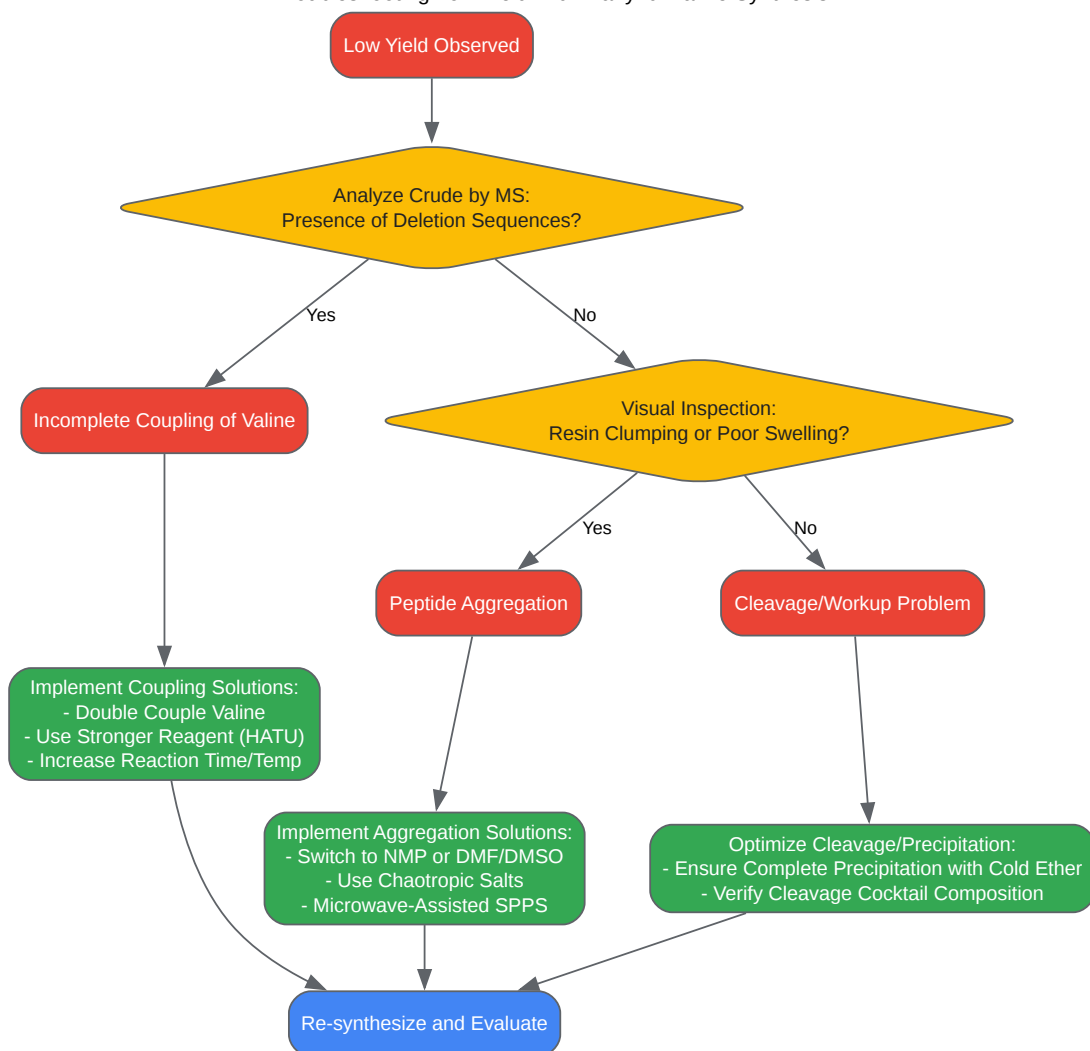 Low Yield Observed
Analyze Crude by MS:
Presence of Deletion Sequences?
Yes
No
Incomplete Coupling of Valine
Visual Inspection:
Resin Clumping or Poor Swelling?
Yes
No
Peptide Aggregation
Cleavage/Workup Problem
Implement Coupling Solutions:
- Double Couple Valine
- Use Stronger Reagent (HATU)
- Increase Reaction Time/Temp
Implement Aggregation Solutions:
- Switch to NMP or DMF/DMSO
- Use Chaotropic Salts
- Microwave-Assisted SPPS
Optimize Cleavage/Precipitation:
- Ensure Complete Precipitation with Cold Ether
- Verify Cleavage Cocktail Composition
Re-synthesize and Evaluate